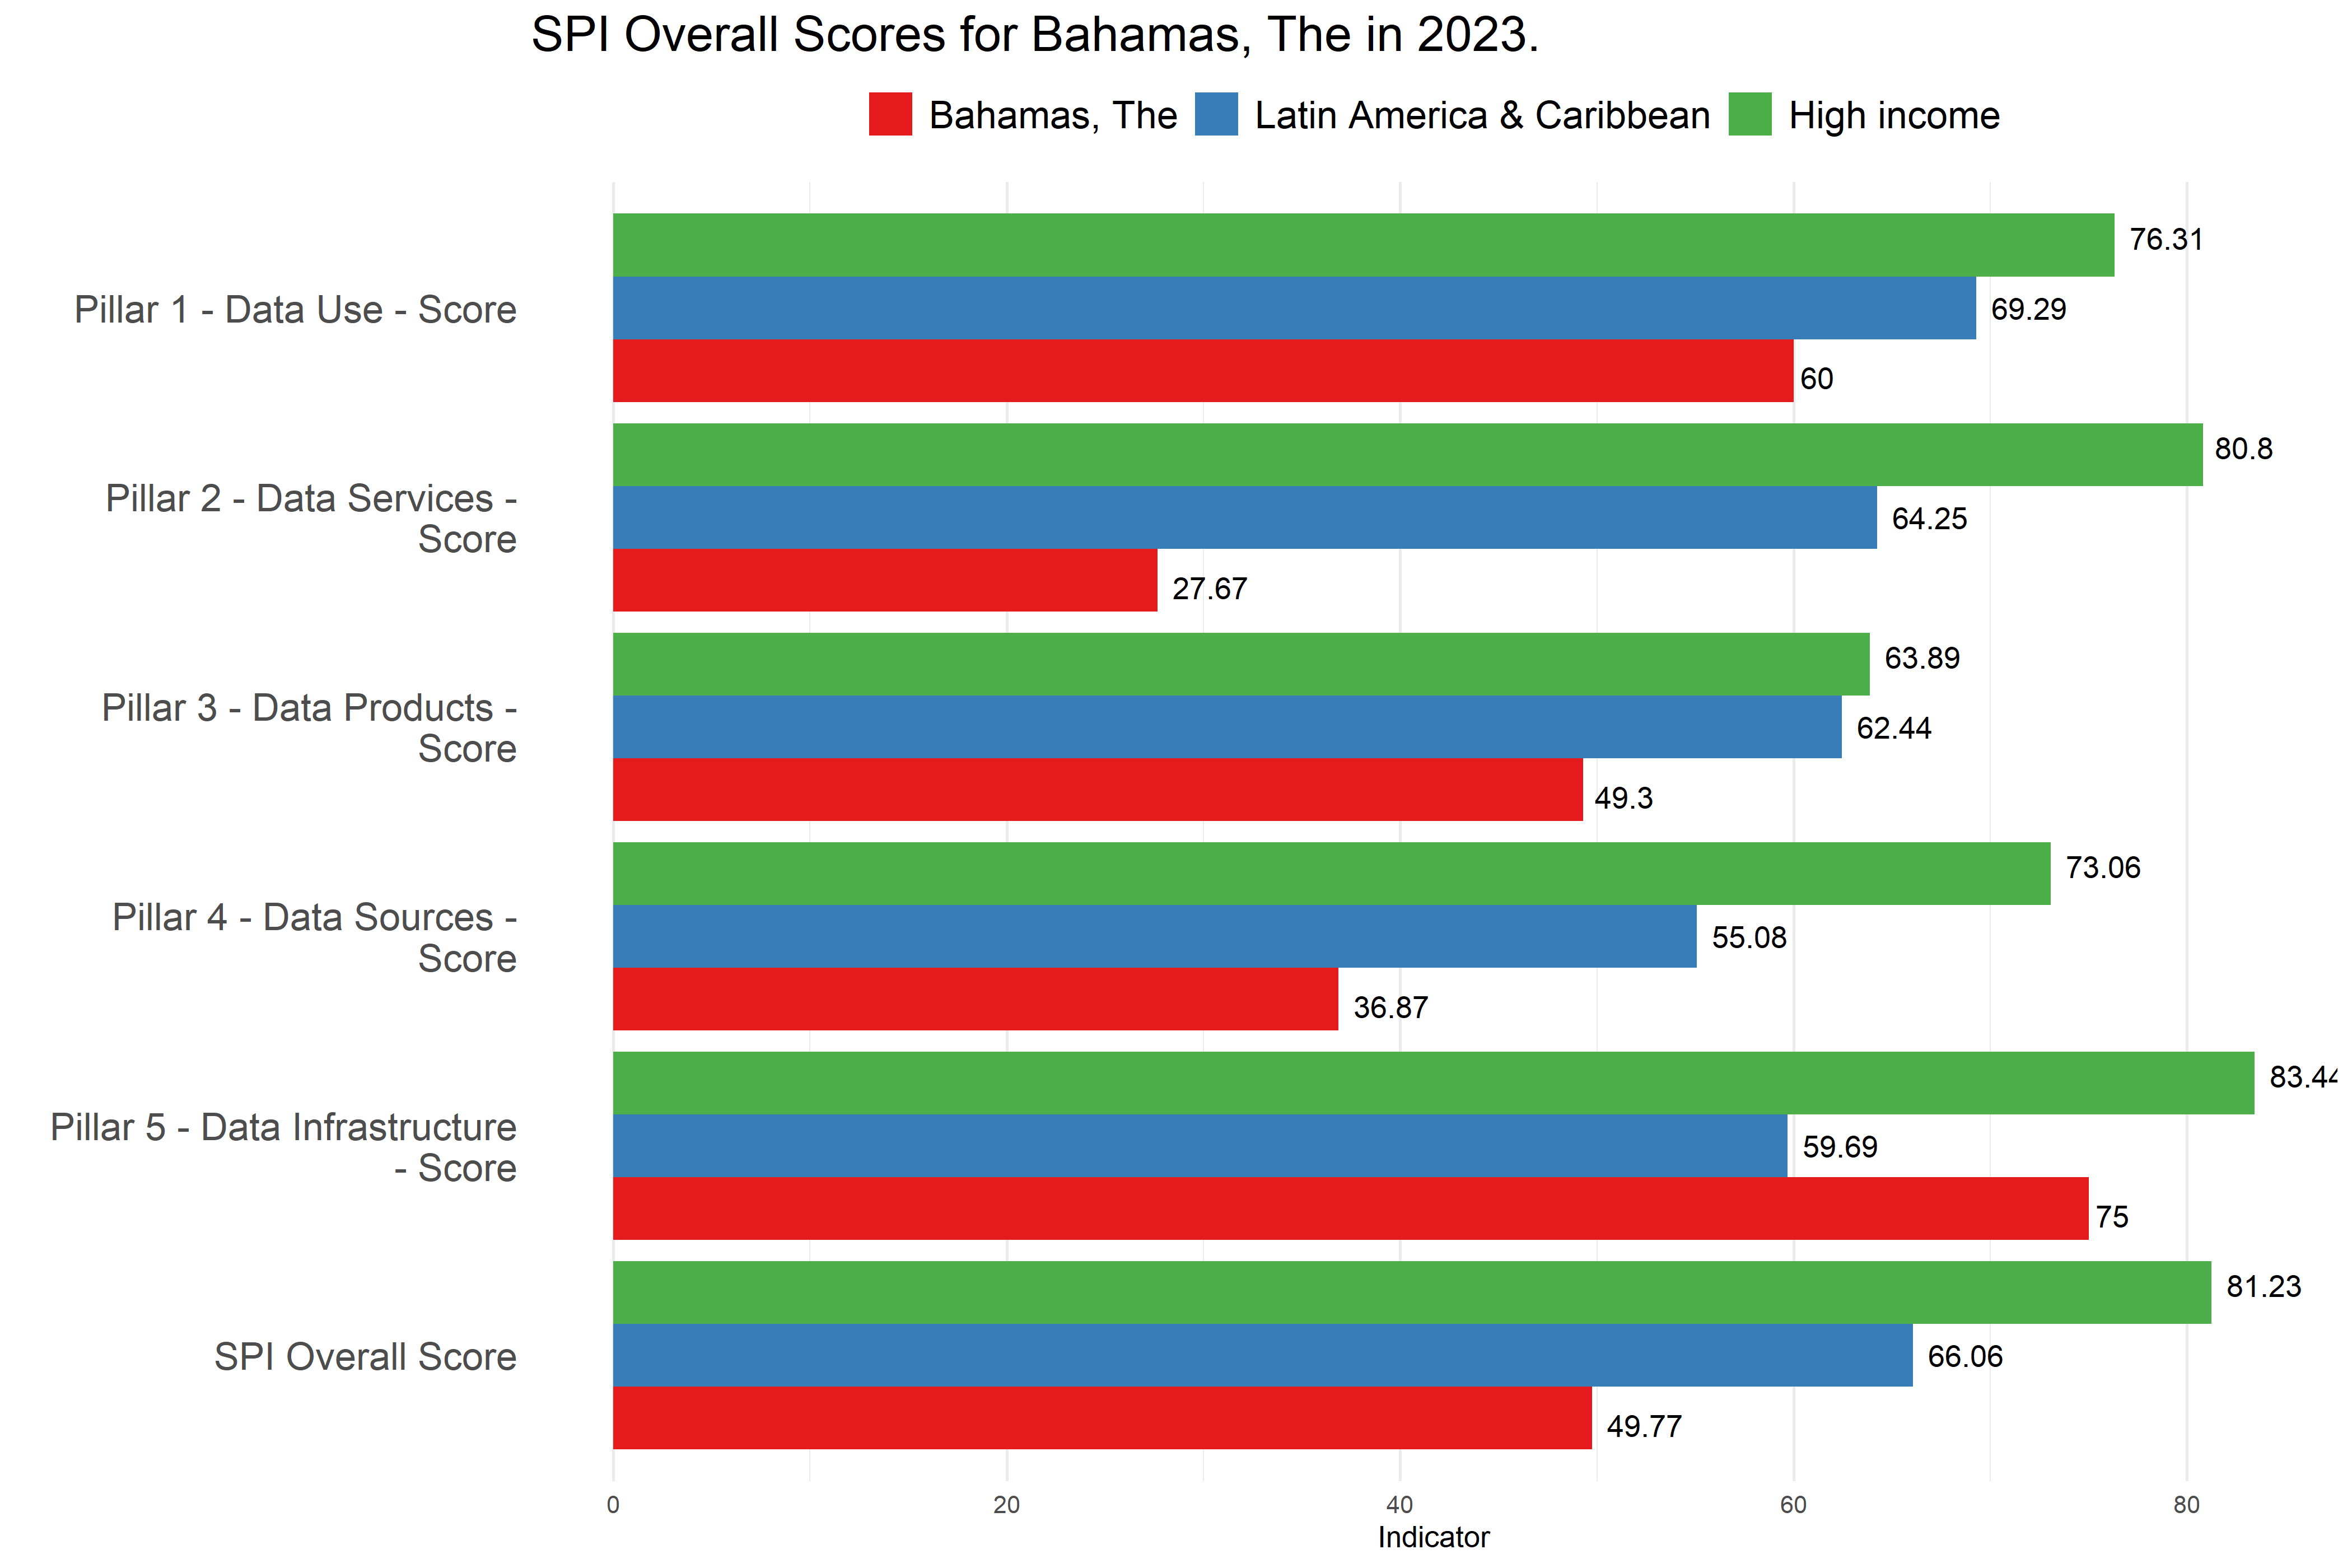 SPI Overall Scores for Bahamas, The in 2023.
Bahamas, The Latin America & Caribbean High income
Pillar 1 - Data Use - Score
76.31
69.29
60
Pillar 2 - Data Services -
Score
80.8
64.25
27.67
Pillar 3 - Data Products -
Score
63.89
62.44
49.3
Pillar 4 - Data Sources -
Score
73.06
55.08
36.87
Pillar 5 - Data Infrastructure
- Score
83.44
59.69
75
SPI Overall Score
81.23
66.06
49.77
0 20 40 60 80
Indicator